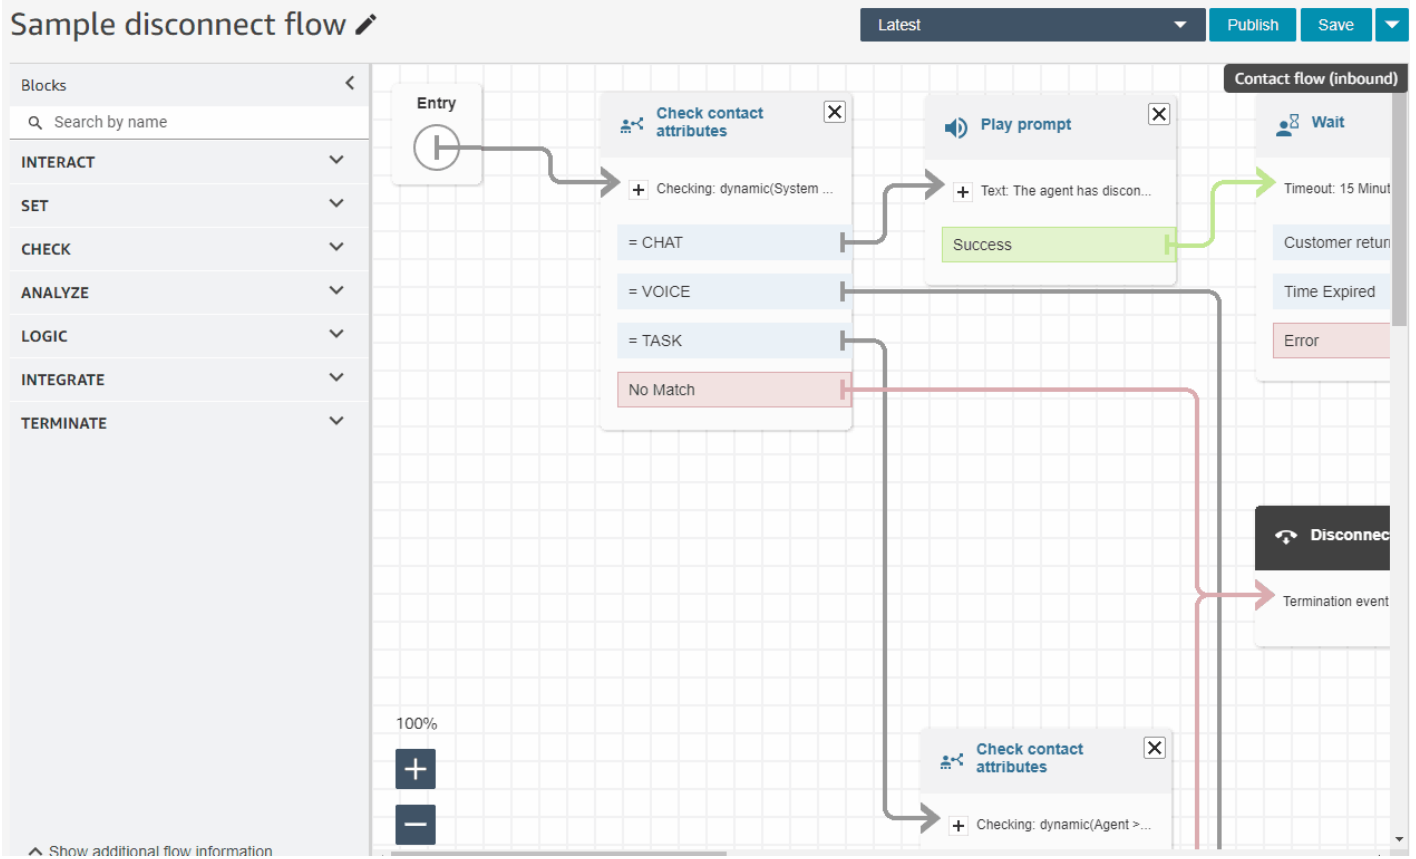 Sample disconnect flow
Latest
Publish
Save
Contact flow (inbound)
Blocks
Search by name
INTERACT
SET
CHECK
ANALYZE
LOGIC
INTEGRATE
TERMINATE
Show additional flow information
Entry
Check contact
attributes
Checking: dynamic(System ...
= CHAT
= VOICE
= TASK
No Match
Play prompt
Text: The agent has discon...
Success
Wait
Timeout: 15 Minut
Customer return
Time Expired
Error
Disconnec
Termination event
100%
Check contact
attributes
Checking: dynamic(Agent >...